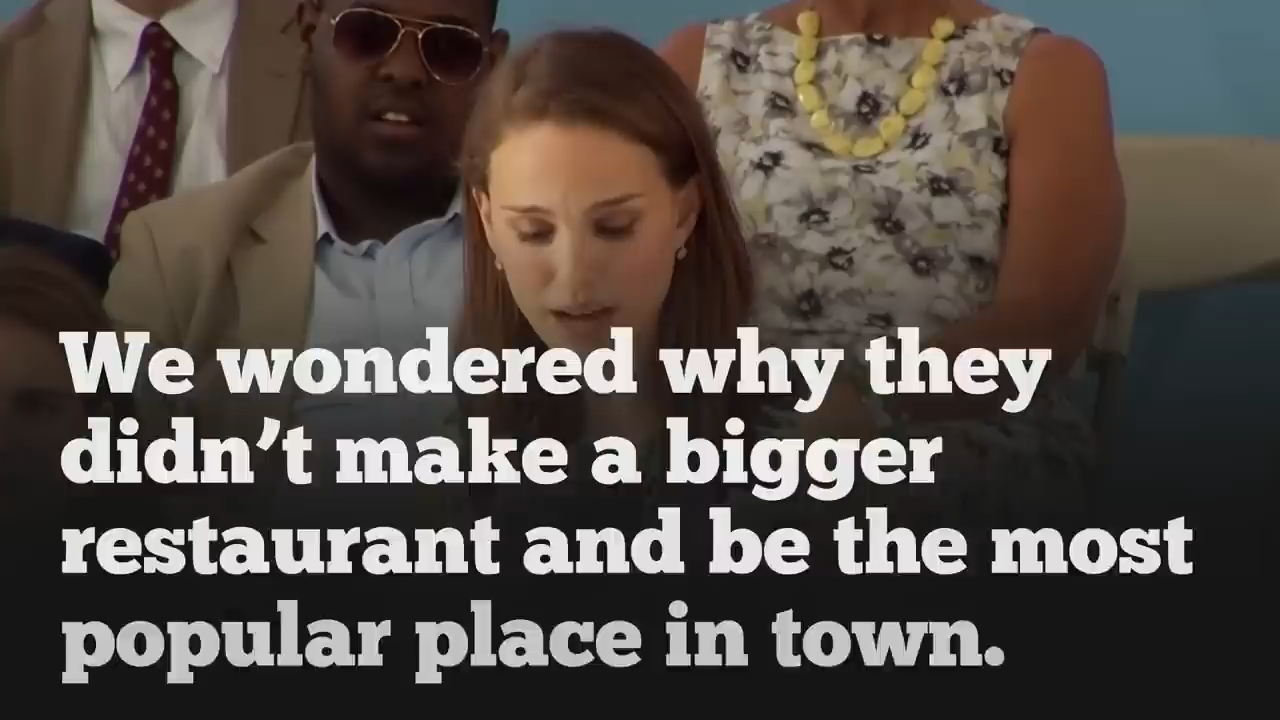 We wondered why they
didn’t make a bigger
restaurant and be the most
popular place in town.